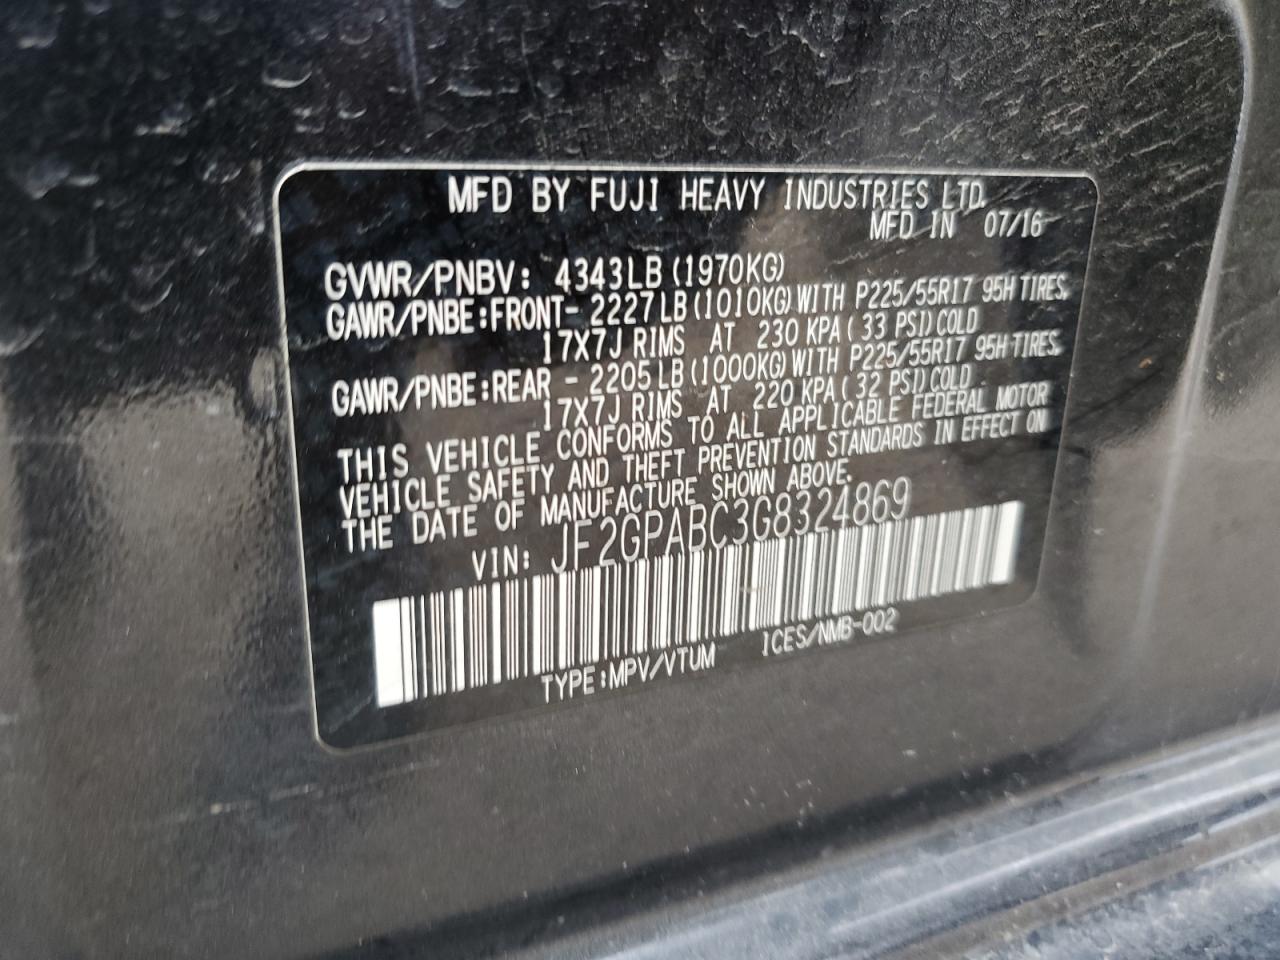 MFD BY FUJI HEAVY INDUSTRIES LTD.
MFD IN 07/16
GVWR/PNBV: 4343LB (1970KG)
GAWR/PNBE:FRONT- 2227LB (1010KG) WITH P225/55R17 95H TIRES,
17X7J RIMS AT 230 KPA ( 33 PSI) COLD
GAWR/PNBE:REAR - 2205LB (1000KG) WITH P225/55R17 95H TIRES,
17X7J RIMS AT 220 KPA ( 32 PSI) COLD
THIS VEHICLE CONFORMS TO ALL APPLICABLE FEDERAL MOTOR
VEHICLE SAFETY AND THEFT PREVENTION STANDARDS IN EFFECT ON
THE DATE OF MANUFACTURE SHOWN ABOVE.
VIN: JF2GPABC3G8324869
TYPE:MPV/VTUM ICES/NMB-002